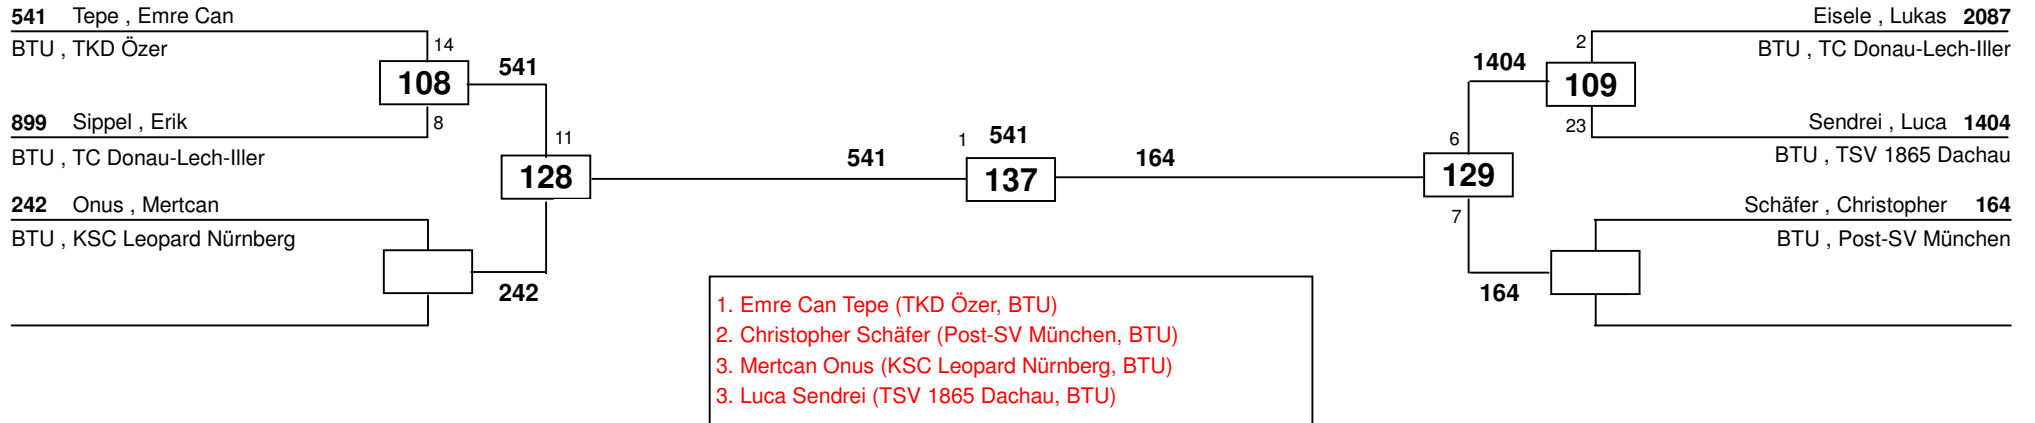 541 Tepe , Emre Can
BTU , TKD Özer
14
108
541
8
899 Sippel , Erik
BTU , TC Donau-Lech-Iller
11
128
541
242 Onus , Mertcan
BTU , KSC Leopard Nürnberg
242
1 541
137
164
Eisele , Lukas 2087
BTU , TC Donau-Lech-Iller
2
1404
109
23
Sendrei , Luca 1404
BTU , TSV 1865 Dachau
6
129
7
Schäfer , Christopher 164
BTU , Post-SV München
164
1. Emre Can Tepe (TKD Özer, BTU)
2. Christopher Schäfer (Post-SV München, BTU)
3. Mertcan Onus (KSC Leopard Nürnberg, BTU)
3. Luca Sendrei (TSV 1865 Dachau, BTU)